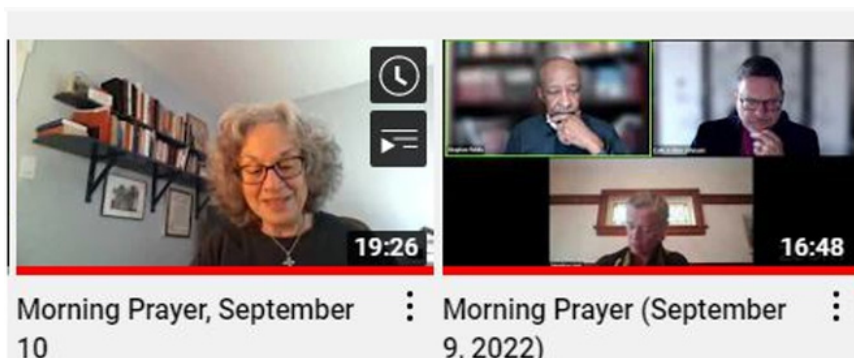 19:26
16:48
Morning Prayer, September
10
Morning Prayer (September
9, 2022)